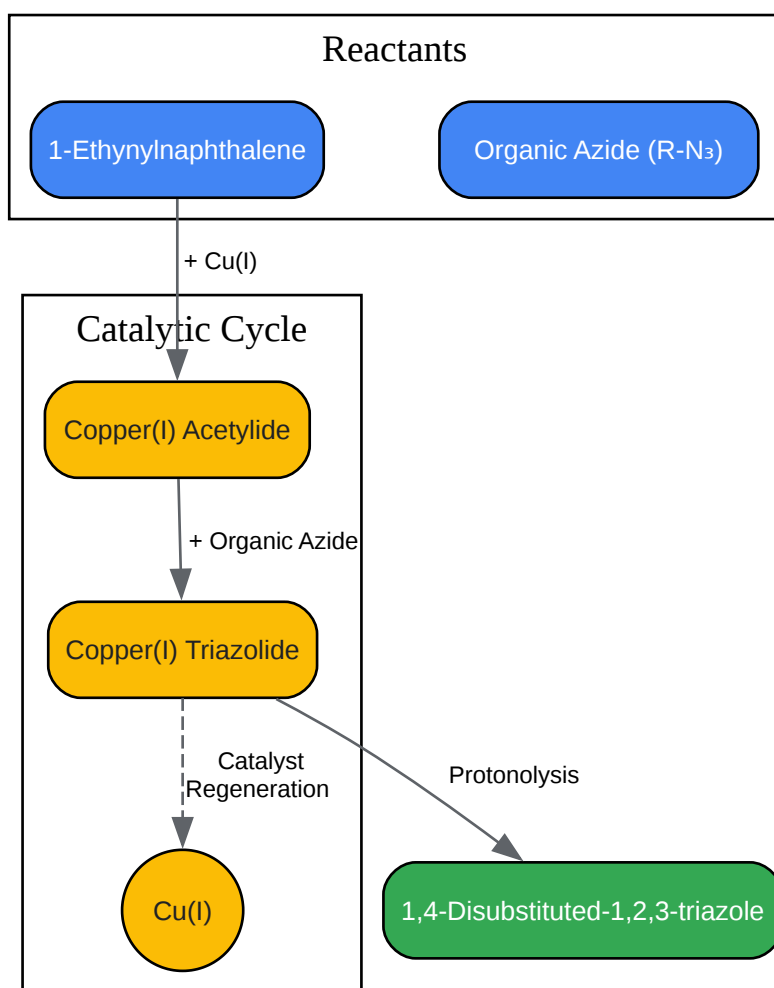 Reactants
1-Ethynylnaphthalene
Organic Azide (R-N₃)
+ Cu(I)
Catalytic Cycle
Copper(I) Acetylide
+ Organic Azide
Copper(I) Triazolide
Catalyst
Regeneration
Protonolysis
Cu(I)
1,4-Disubstituted-1,2,3-triazole